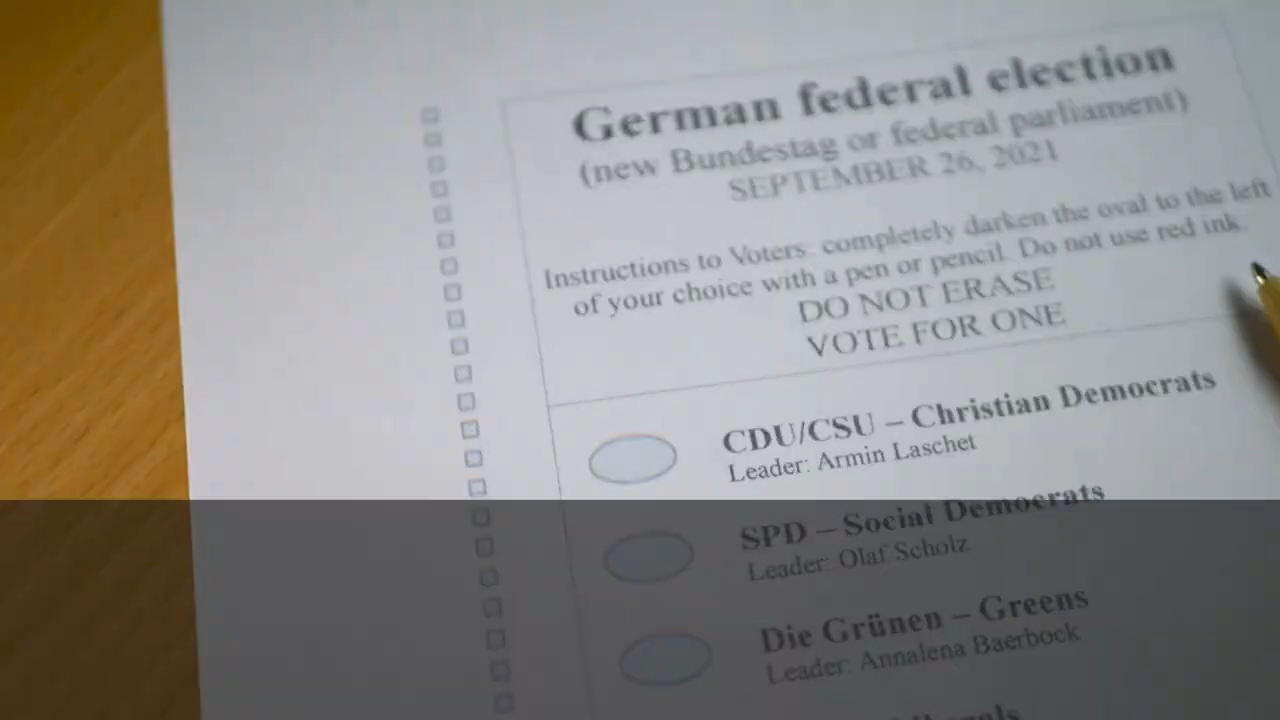 German federal election
(new Bundestag or federal parliament)
SEPTEMBER 26, 2021
Instructions to Voters: completely darken the oval to the left
of your choice with a pen or pencil. Do not use red ink.
DO NOT ERASE
VOTE FOR ONE
CDU/CSU – Christian Democrats
Leader: Armin Laschet
SPD – Social Democrats
Leader: Olaf Scholz
Die Grünen – Greens
Leader: Annalena Baerbock